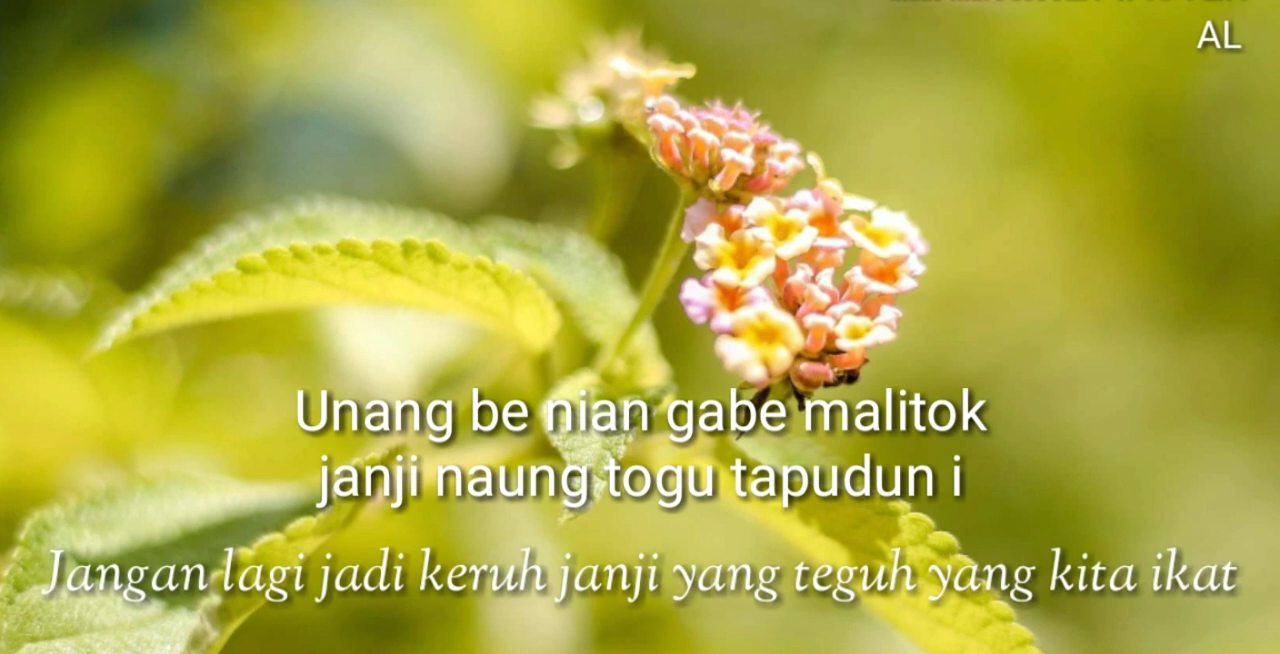 AL
Unang be nian gabe malitok
janji naung togu tapudun i
Jangan lagi jadi keruh janji yang teguh yang kita ikat